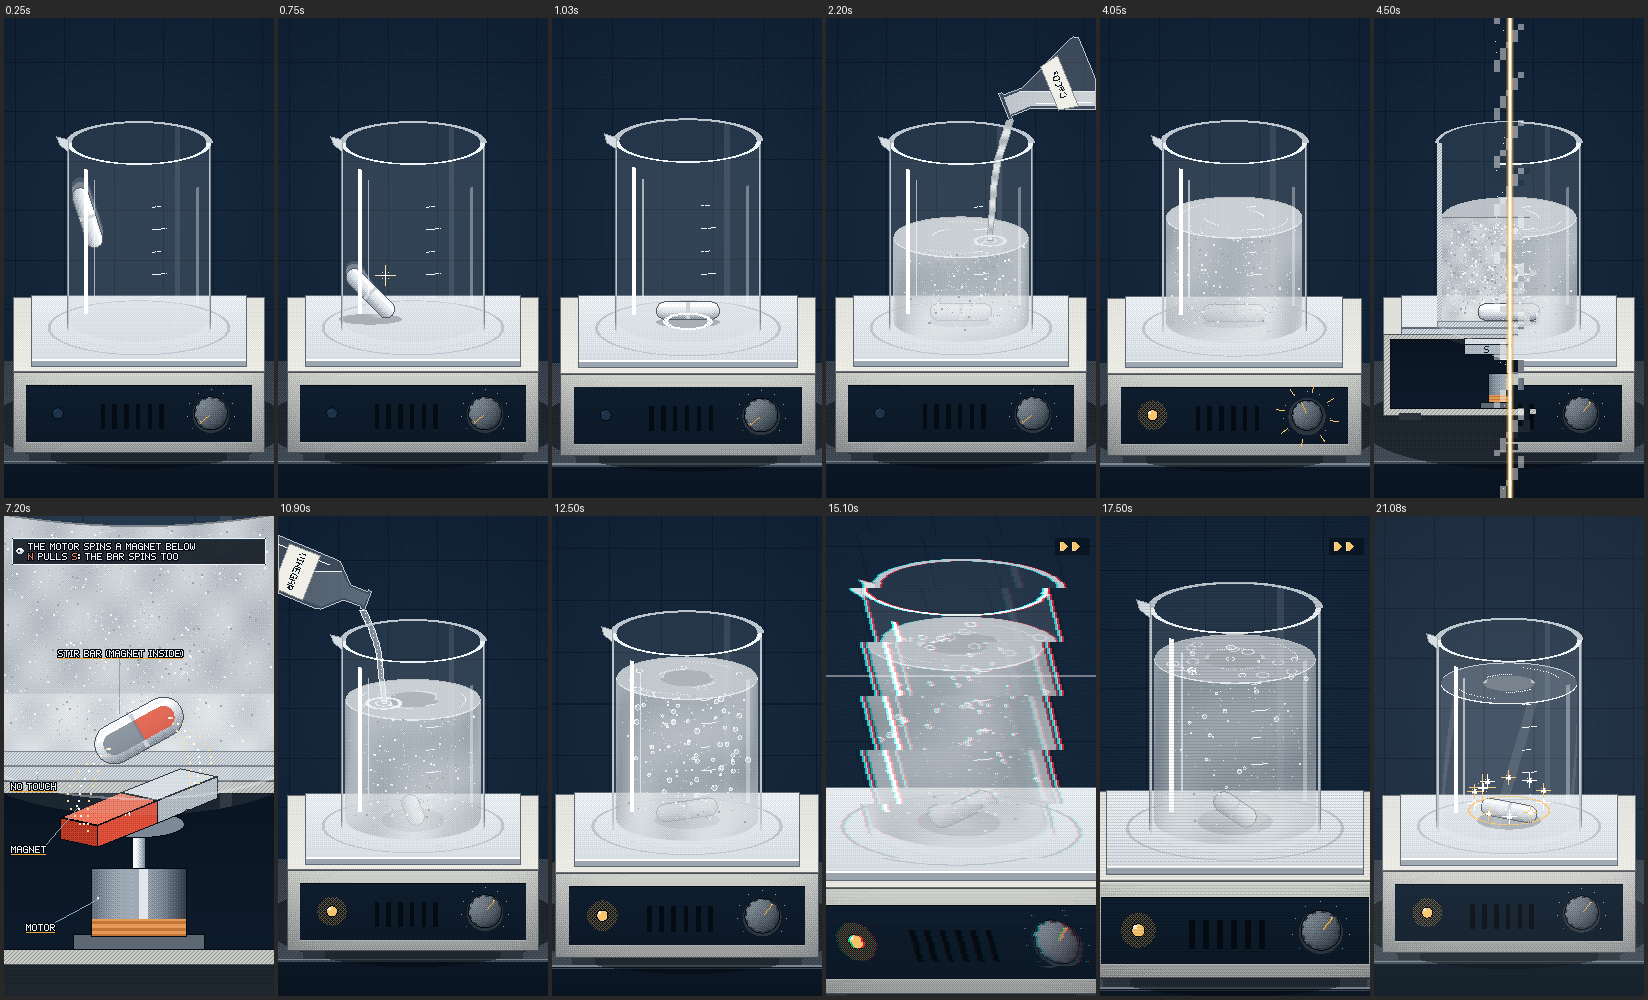 0.25s
0.75s
1.03s
2.20s
4.05s
4.50s
CaCO₃
S
7.20s
10.90s
12.50s
15.10s
17.50s
21.08s
THE MOTOR SPINS A MAGNET BELOW
N PULLS S: THE BAR SPINS TOO
VINEGAR
STIR BAR (MAGNET INSIDE)
NO TOUCH
MAGNET
MOTOR